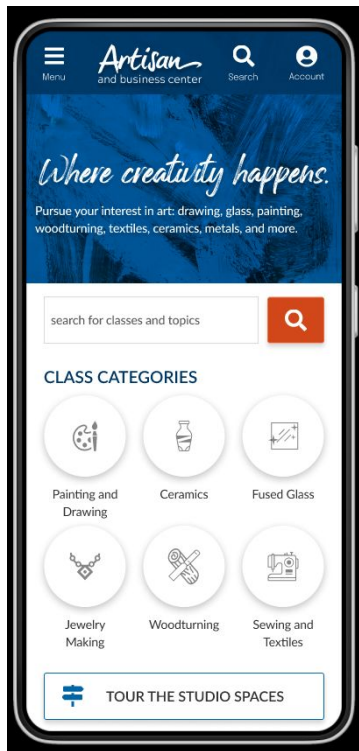 Artisan
Menu
and business center
Search
Account
Where creativity happens.
Pursue your interest in art: drawing, glass, painting,
woodturning, textiles, ceramics, metals, and more.
search for classes and topics
CLASS CATEGORIES
Painting and
Drawing
Ceramics
Fused Glass
Jewelry
Making
Woodturning
Sewing and
Textiles
TOUR THE STUDIO SPACES